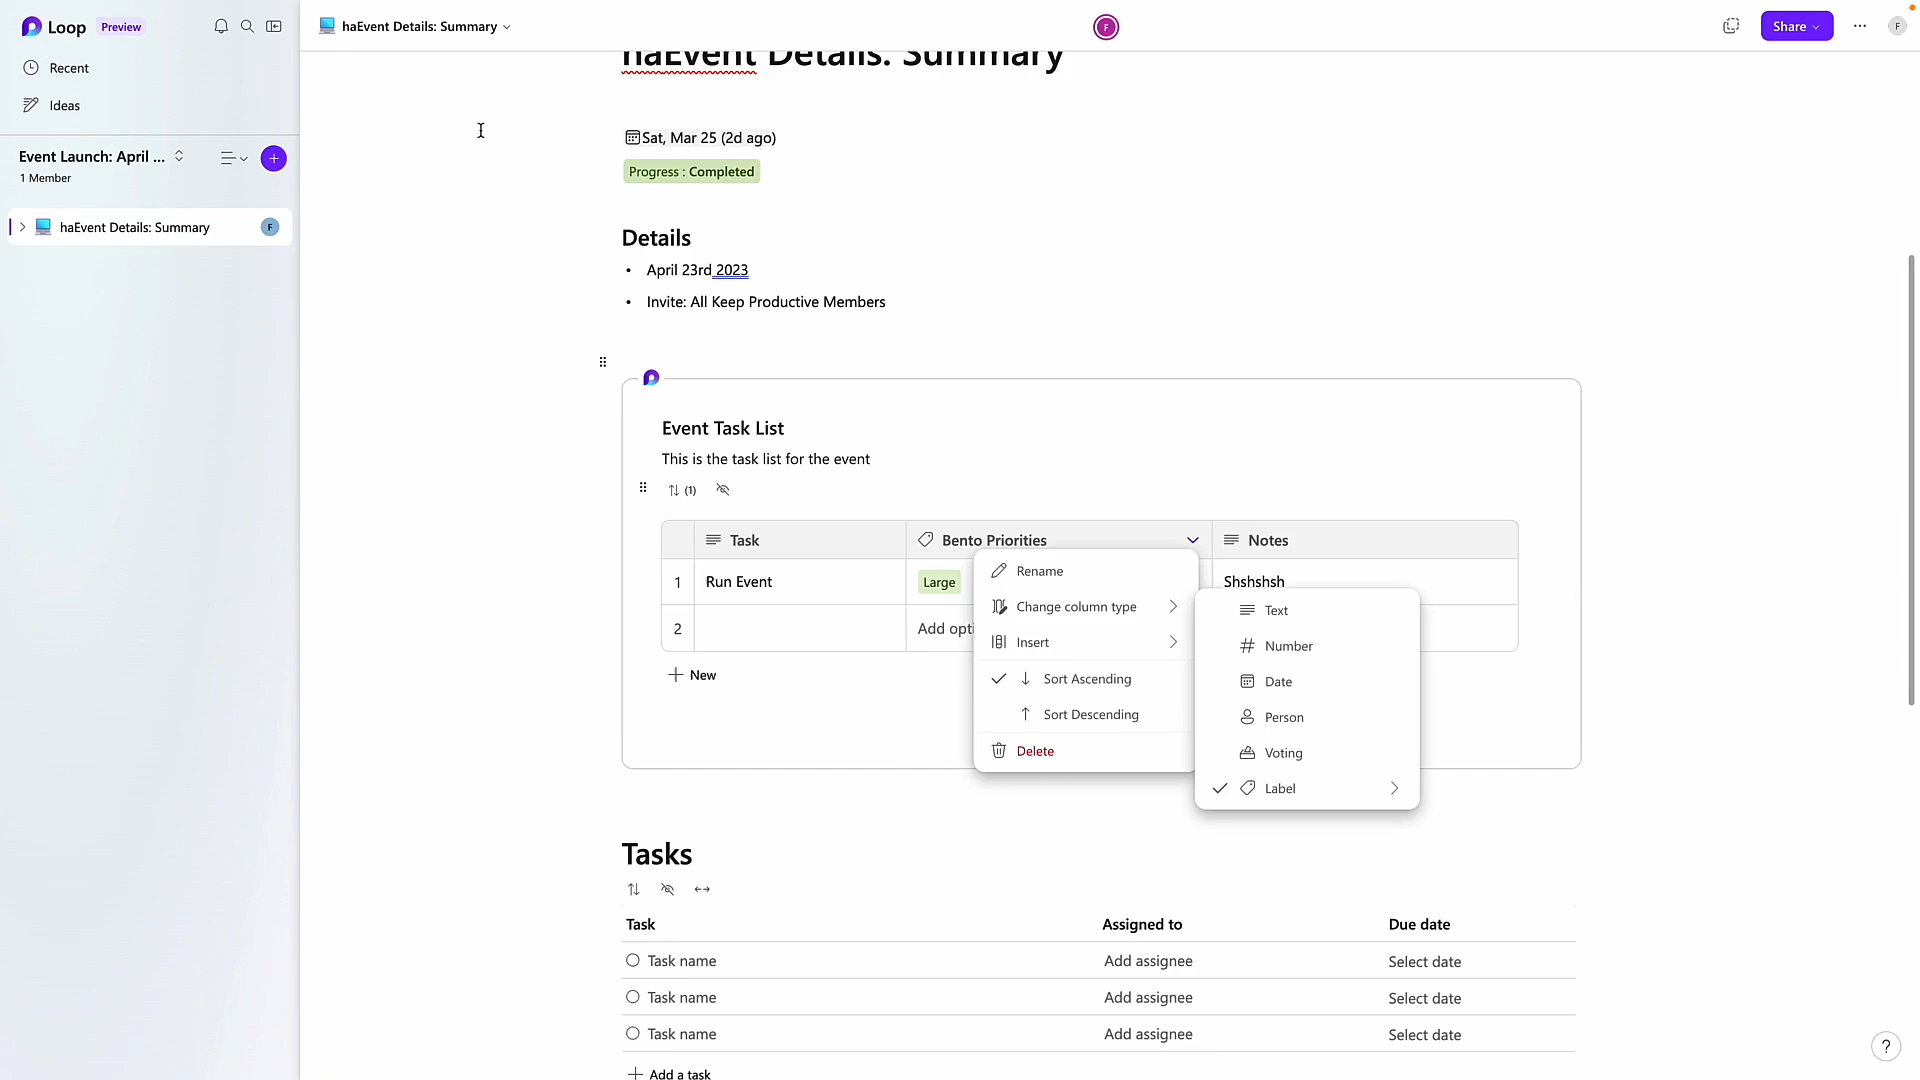 Loop Preview
Recent
Ideas
Event Launch: April ...
1 Member
haEvent Details: Summary
F
haEvent Details: Summary
F
Share
F
haEvent Details: Summary
Sat, Mar 25 (2d ago)
Progress : Completed
Details
• April 23rd 2023
• Invite: All Keep Productive Members
Event Task List
This is the task list for the event
(1)
Task Bento Priorities Notes
1 Run Event Large Shshshsh
2 Add opti
New
Rename
Change column type
Insert
Sort Ascending
Sort Descending
Delete
Text
Number
Date
Person
Voting
Label
Tasks
Task Assigned to Due date
Task name Add assignee Select date
Task name Add assignee Select date
Task name Add assignee Select date
Add a task
?